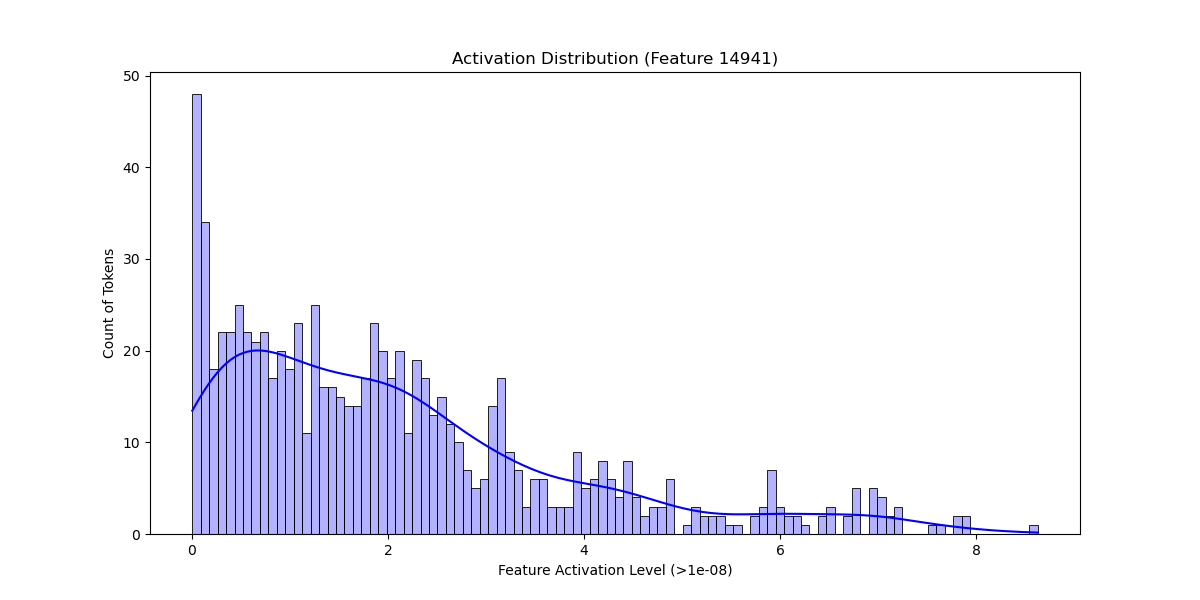 Activation Distribution (Feature 14941)
50
40
30
20
10
0
Count of Tokens
0 2 4 6 8
Feature Activation Level (>1e-08)